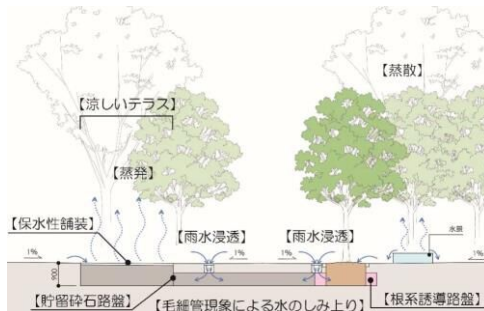 【蒸散】
【涼しいテラス】
【蒸発】
【保水性舗装】
【雨水浸透】
【雨水浸透】
水景
1%
1%
1%
1%
900
【貯留砕石路盤】
【毛細管現象による水のしみ上り】
【根系誘導路盤】